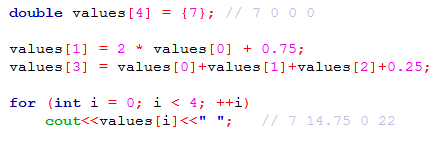 double values[4] = {7}; // 7 0 0 0
values[1] = 2 * values[0] + 0.75;
values[3] = values[0]+values[1]+values[2]+0.25;
for (int i = 0; i < 4; ++i)
    cout<<values[i]<<" ";    // 7 14.75 0 22